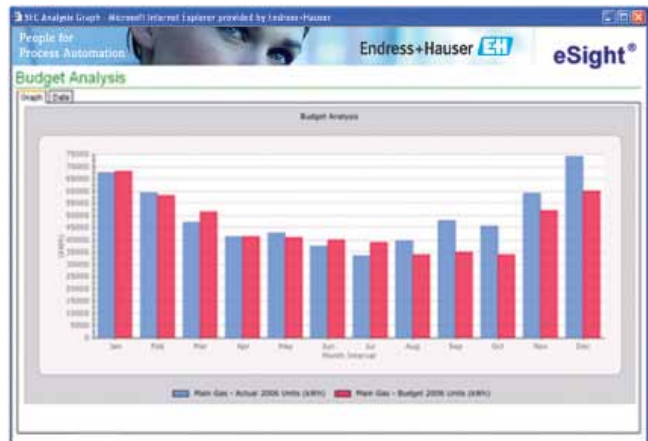 SEC Analysis Graph - Microsoft Internet Explorer provided by Endress+Hauser
People for
Process Automation
Endress+Hauser EH
eSight®
Budget Analysis
Graph Data
Budget Analysis
75000
70000
65000
60000
55000
50000
45000
40000
35000
30000
25000
20000
15000
10000
5000
0
(kWh)
Jan Feb Mar Apr May Jun Jul Aug Sep Oct Nov Dec
Month Interval
Main Gas - Actual 2006 Units (kWh) Main Gas - Budget 2006 Units (kWh)